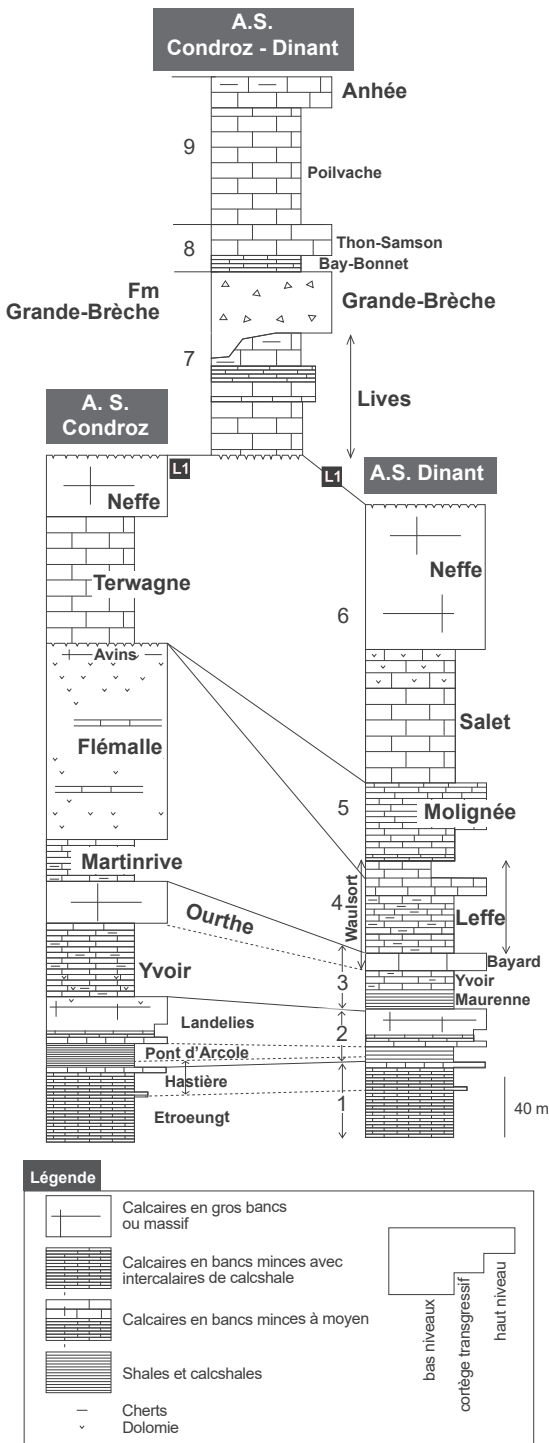 A.S.
Condroz - Dinant
Anhée
9
Poilvache
8
Thon-Samson
Bay-Bonnet
Fm
Grande-Brèche
Grande-Brèche
7
Lives
A. S.
Condroz
L1
L1
A.S. Dinant
Neffe
Neffe
Terwagne
6
Avins
Salet
Flémalle
5
Molignée
Martinrive
Waulsort
4
Leffe
Ourthe
Bayard
Yvoir
3
Yvoir
Maurenne
Landelies
2
Pont d'Arcole
Hastière
1
Etroeungt
40 m
Légende
Calcaires en gros bancs
ou massif
Calcaires en bancs minces avec
intercalaires de calcshale
Calcaires en bancs minces à moyen
Shales et calcshales
Cherts
Dolomie
bas niveaux
cortège transgressif
haut niveau